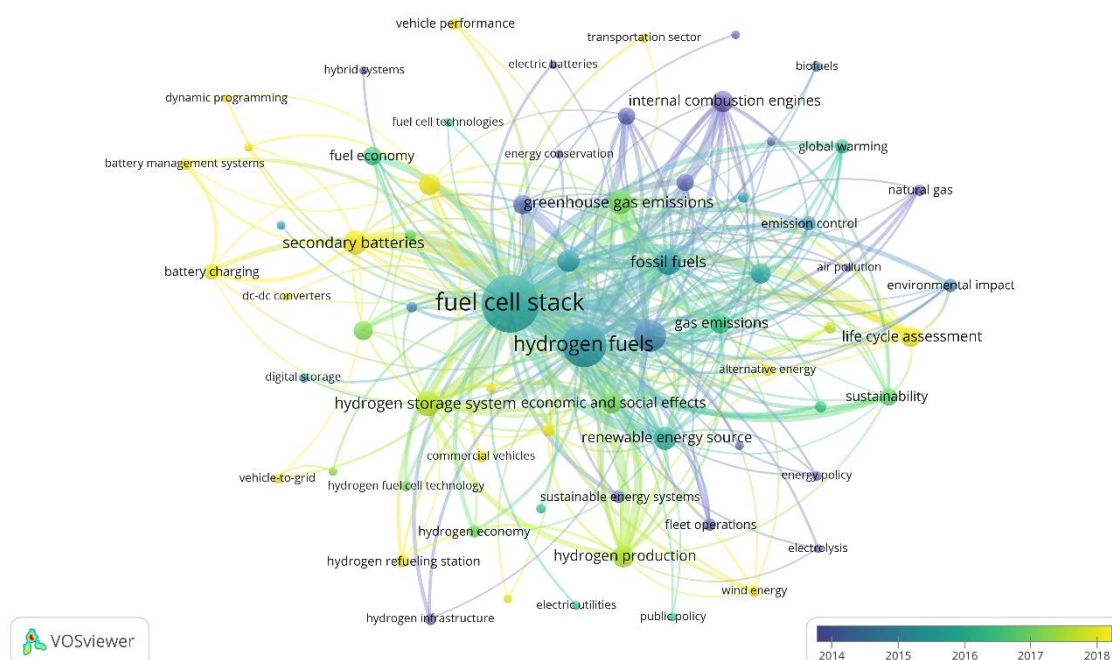 vehicle performance
transportation sector
electric batteries
biofuels
hybrid systems
dynamic programming
internal combustion engines
fuel cell technologies
global warming
fuel economy
energy conservation
battery management systems
natural gas
greenhouse gas emissions
emission control
secondary batteries
fossil fuels
air pollution
battery charging
environmental impact
dc-dc converters
fuel cell stack
gas emissions
life cycle assessment
hydrogen fuels
alternative energy
digital storage
sustainability
hydrogen storage system
economic and social effects
renewable energy source
commercial vehicles
vehicle-to-grid
energy policy
hydrogen fuel cell technology
sustainable energy systems
fleet operations
hydrogen economy
electrolysis
hydrogen production
hydrogen refueling station
wind energy
electric utilities
hydrogen infrastructure
public policy
VOSviewer
2014 2015 2016 2017 2018